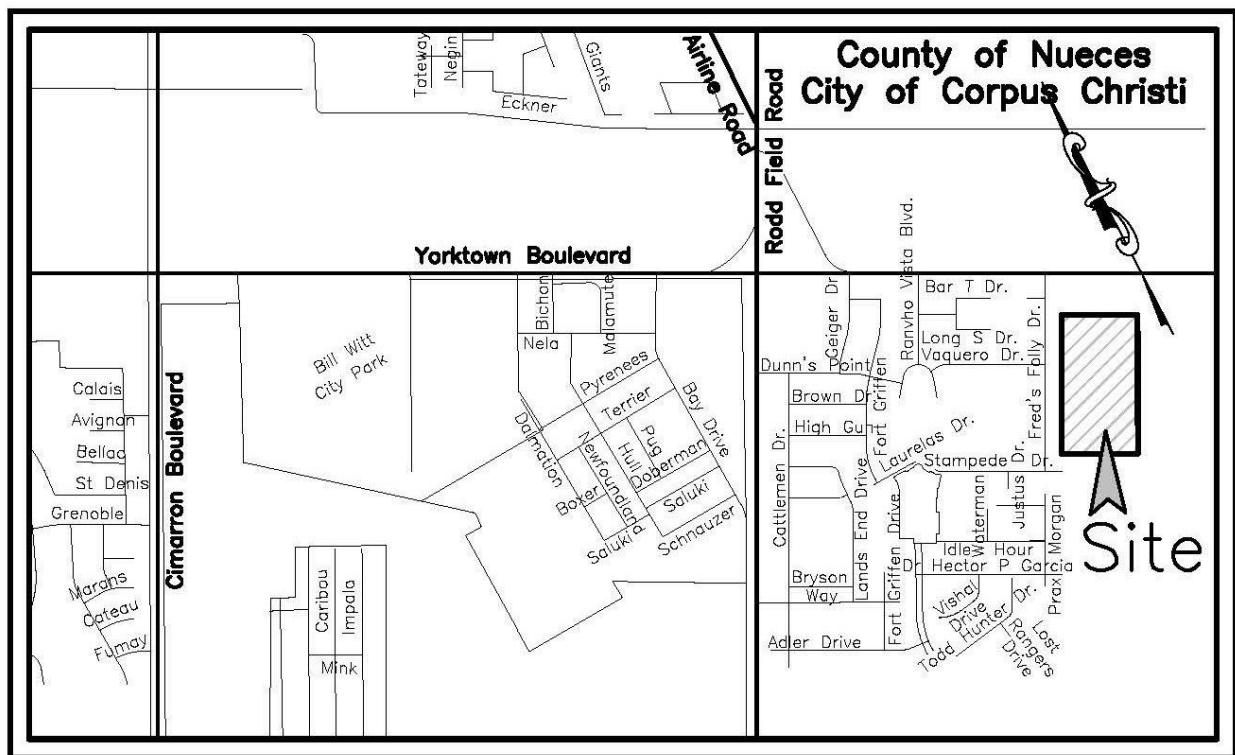 County of Nueces
City of Corpus Christi
Tateway
Negin
Giants
Eckner
Airline Road
Rodd Field Road
Yorktown Boulevard
Ranvho Vista Blvd.
Bar T Dr.
Geiger Dr
Long S Dr.
Vaquero Dr.
Fred's Folly Dr.
Dunn's Point
Brown Dr.
High Gun
Fort Griffen
Laurelas Dr.
Stampede Dr.
Cattlemen Dr.
Lands End Drive
Fort Griffen Drive
Waterman
Justus Dr.
Idle Hour
Dr Hector P Garcia
Prax Morgan
Bryson
Way
Vishal
Drive
Todd Hunter Dr.
Lost
Rangers
Drive
Adler Drive
Site
Bichan
Malamute
Nela
Pyrenees
Terrier
Bay Drive
Dalmation
Newfoundland
Hull
Pug
Doberman
Boxer
Saluki
Saluki
Schnauzer
Bill Witt
City Park
Cimarron Boulevard
Calais
Avignon
Bellac
St Denis
Grenoble
Marans
Cateau
Fumay
Caribou
Impala
Mink